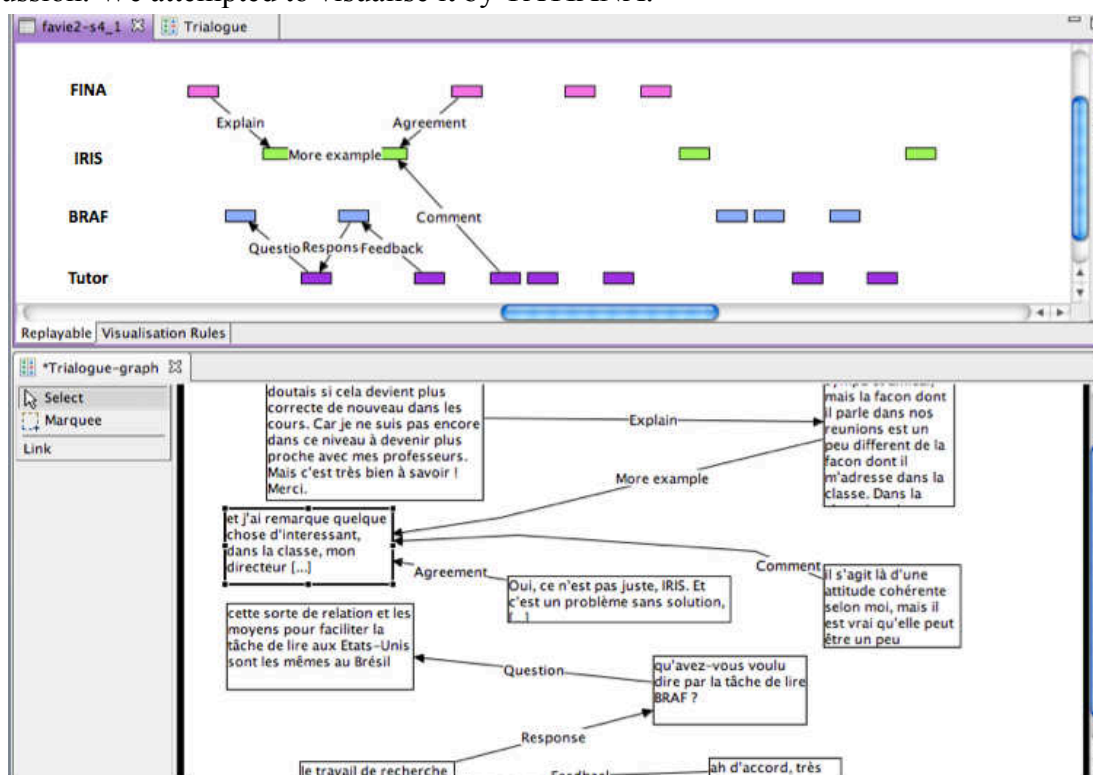 ussion. We attempted to visualise it by TATIANA.
favie2-s4_1 Trialogue
FINA
Explain
Agreement
IRIS
More example
BRAF
Questio
Respons
Feedback
Comment
Tutor
Replayable Visualisation Rules
*Trialogue-graph
Select
Marquee
Link
doutais si cela devient plus
correcte de nouveau dans les
cours. Car je ne suis pas encore
dans ce niveau à devenir plus
proche avec mes professeurs.
Mais c'est très bien à savoir !
Merci.
Explain
mais la facon dont
il parle dans nos
reunions est un
peu different de la
facon dont il
m'adresse dans la
classe. Dans la
More example
et j'ai remarque quelque
chose d'interessant,
dans la classe, mon
directeur [...]
Agreement
Oui, ce n'est pas juste, IRIS. Et
c'est un problème sans solution,
Comment
il s'agit là d'une
attitude cohérente
selon moi, mais il
est vrai qu'elle peut
être un peu
cette sorte de relation et les
moyens pour faciliter la
tâche de lire aux Etats-Unis
sont les mêmes au Brésil
Question
qu'avez-vous voulu
dire par la tâche de lire
BRAF ?
Response
le travail de recherche
Feedback
ah d'accord, très